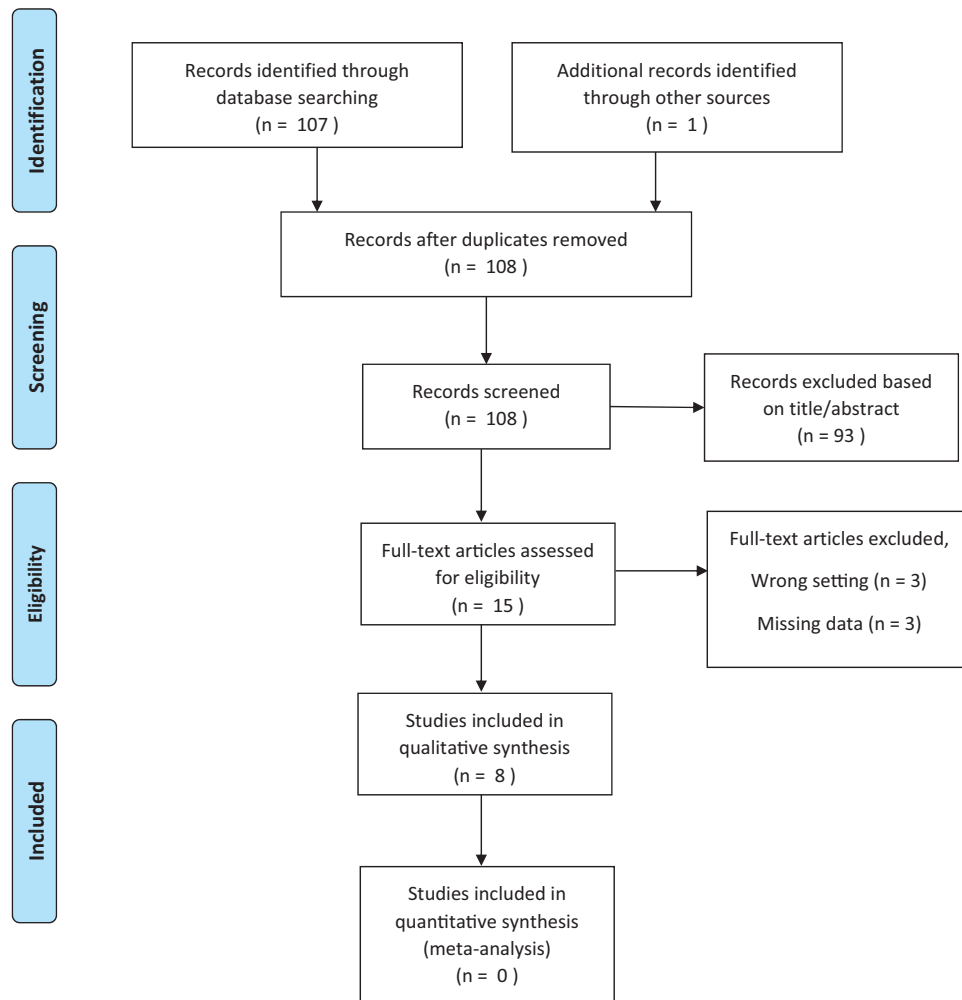 Identification
Records identified through
database searching
(n = 107 )
Additional records identified
through other sources
(n = 1 )
Records after duplicates removed
(n = 108 )
Screening
Records screened
(n = 108 )
Records excluded based
on title/abstract
(n = 93 )
Eligibility
Full-text articles assessed
for eligibility
(n = 15 )
Full-text articles excluded,
Wrong setting (n = 3)
Missing data (n = 3)
Included
Studies included in
qualitative synthesis
(n = 8 )
Studies included in
quantitative synthesis
(meta-analysis)
(n = 0 )